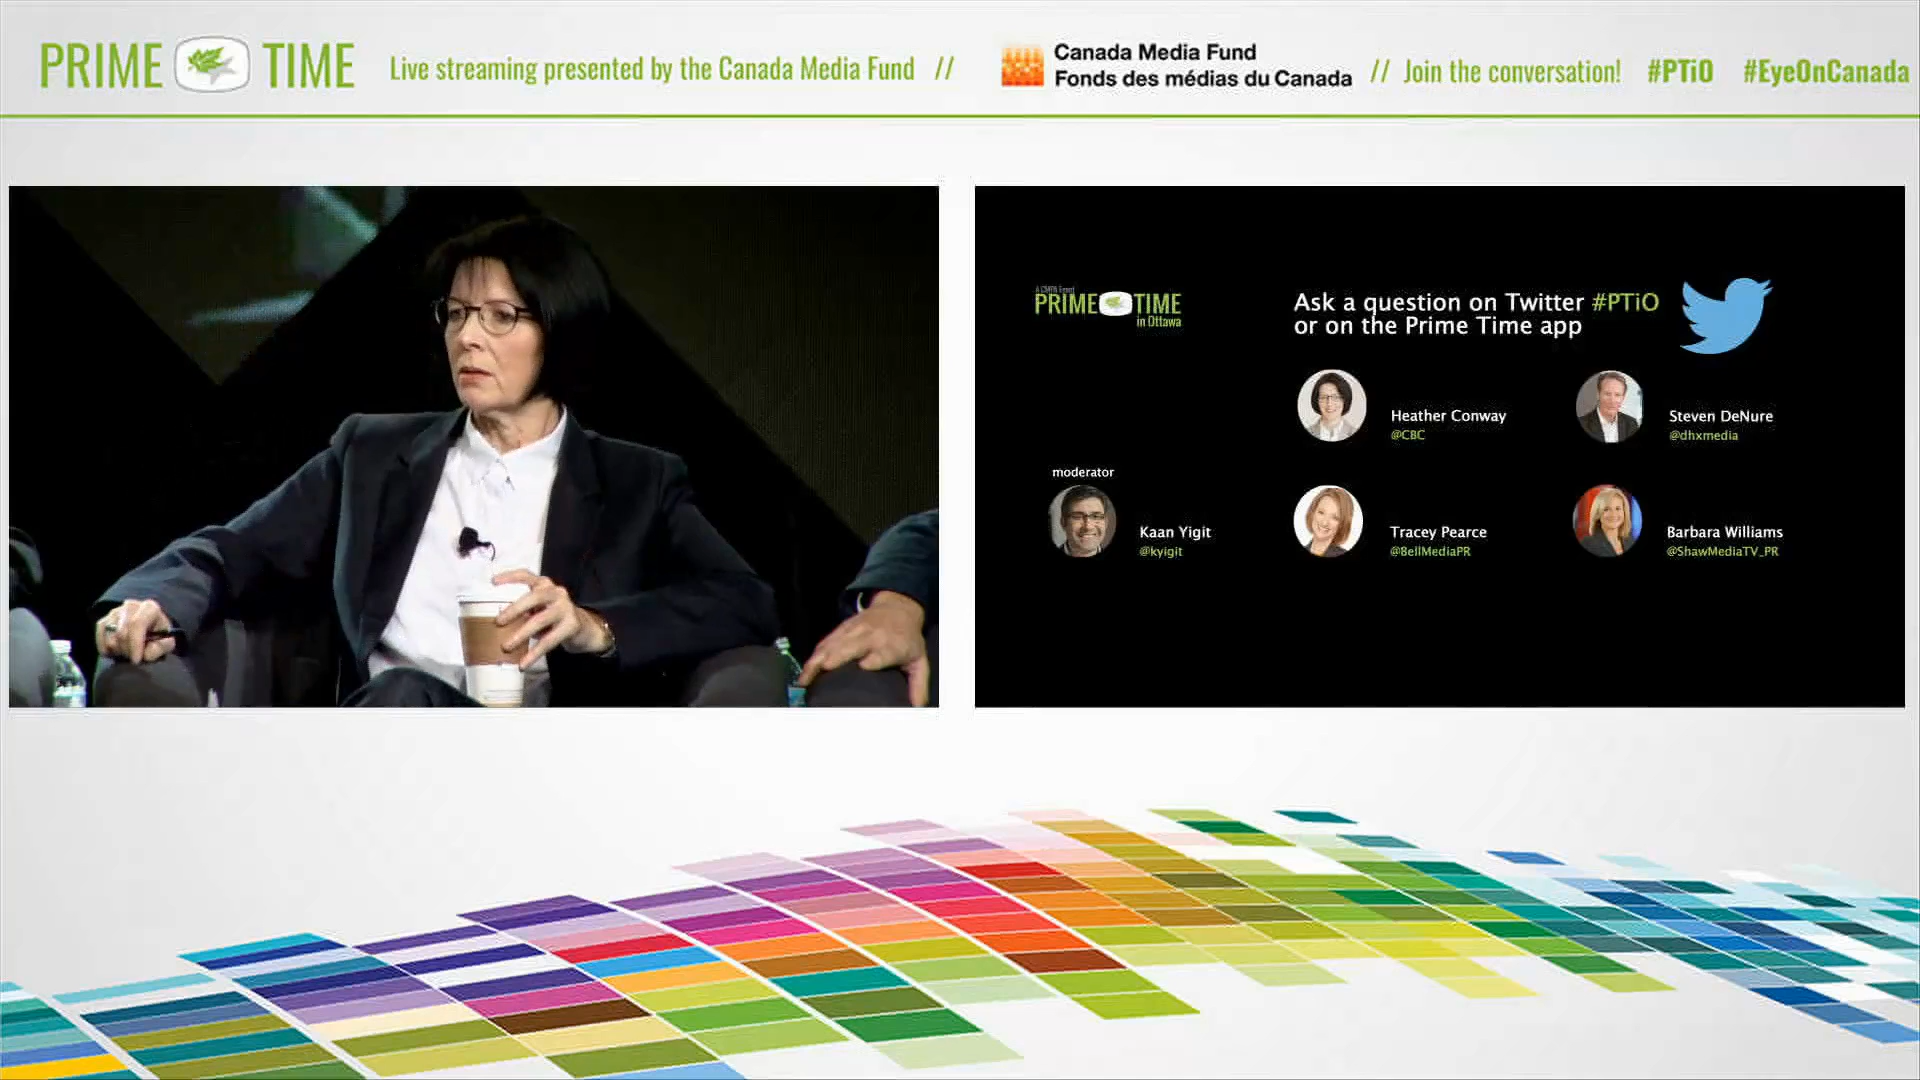 PRIME TIME
Live streaming presented by the Canada Media Fund //
Canada Media Fund
Fonds des médias du Canada
// Join the conversation! #PTiO #EyeOnCanada
PRIME TIME
in Ottawa
Ask a question on Twitter #PTiO
or on the Prime Time app
Heather Conway
@CBC
Steven DeNure
@dhxmedia
moderator
Kaan Yigit
@kyigit
Tracey Pearce
@BellMediaPR
Barbara Williams
@ShawMediaTV_PR